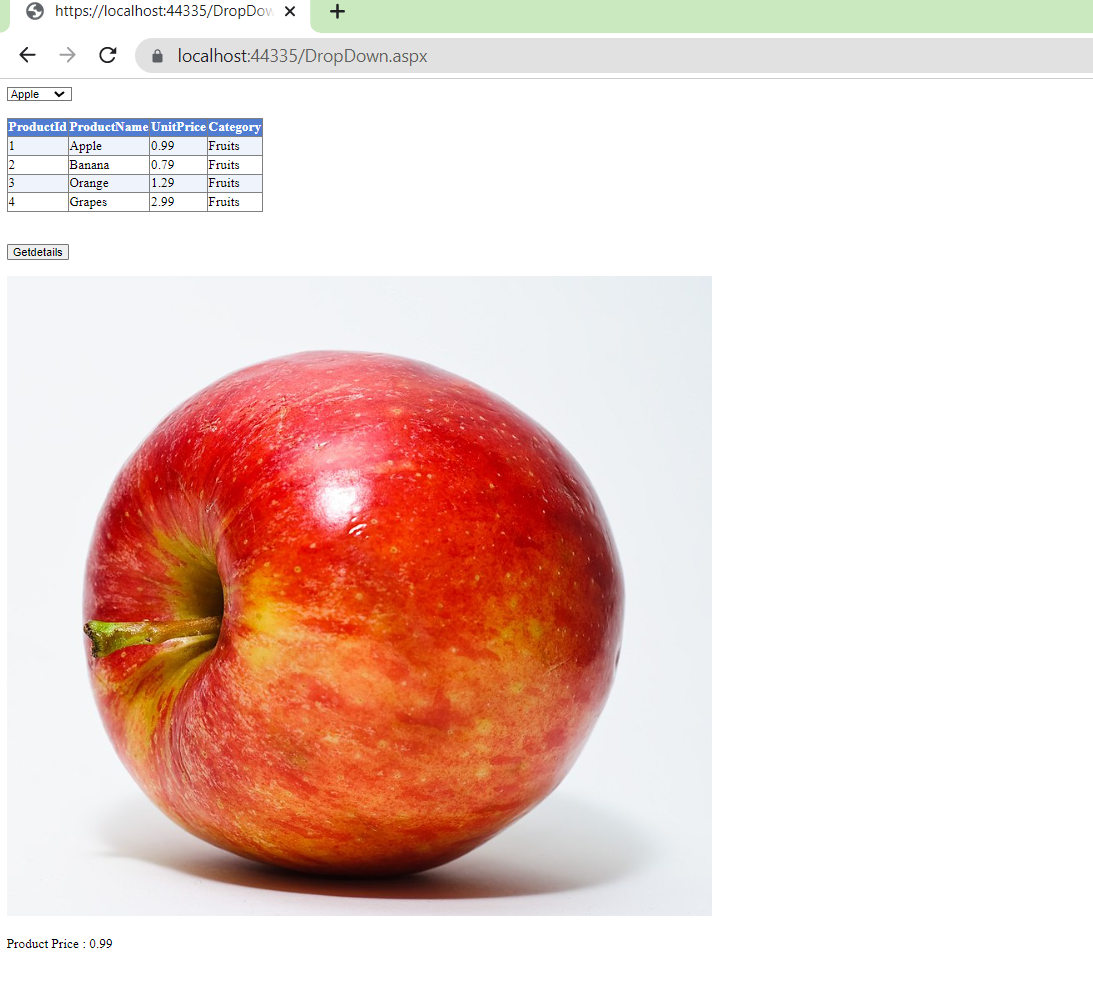 https://localhost:44335/DropDow
localhost:44335/DropDown.aspx
Apple
ProductId ProductName UnitPrice Category
1 Apple 0.99 Fruits
2 Banana 0.79 Fruits
3 Orange 1.29 Fruits
4 Grapes 2.99 Fruits
Getdetails
Product Price : 0.99